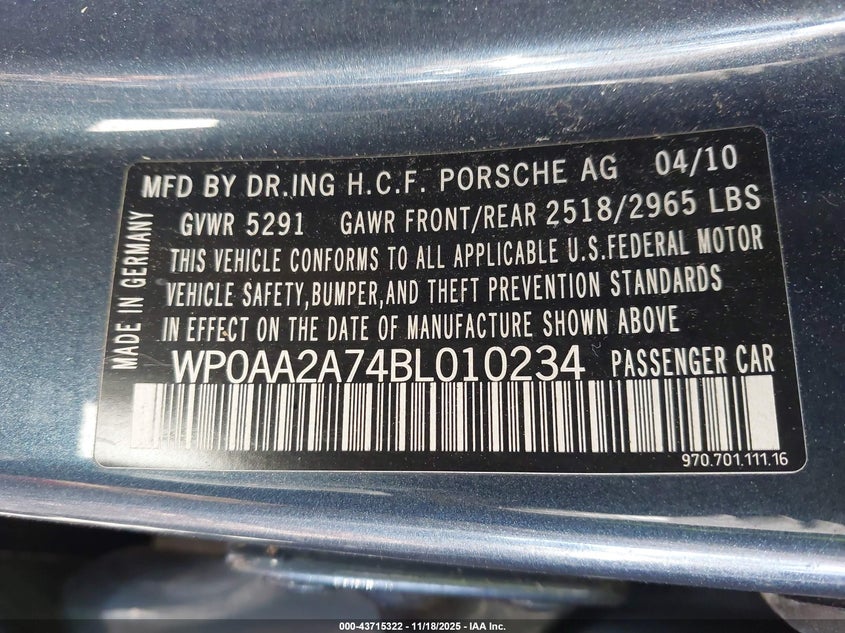 MFD BY DR.ING H.C.F. PORSCHE AG 04/10
GVWR 5291 GAWR FRONT/REAR 2518/2965 LBS
THIS VEHICLE CONFORMS TO ALL APPLICABLE U.S.FEDERAL MOTOR
VEHICLE SAFETY,BUMPER,AND THEFT PREVENTION STANDARDS
IN EFFECT ON THE DATE OF MANUFACTURE SHOWN ABOVE
WP0AA2A74BL010234 PASSENGER CAR
MADE IN GERMANY
970.701.111.16
000-43715322 | 11/18/2025 - IAA Inc.